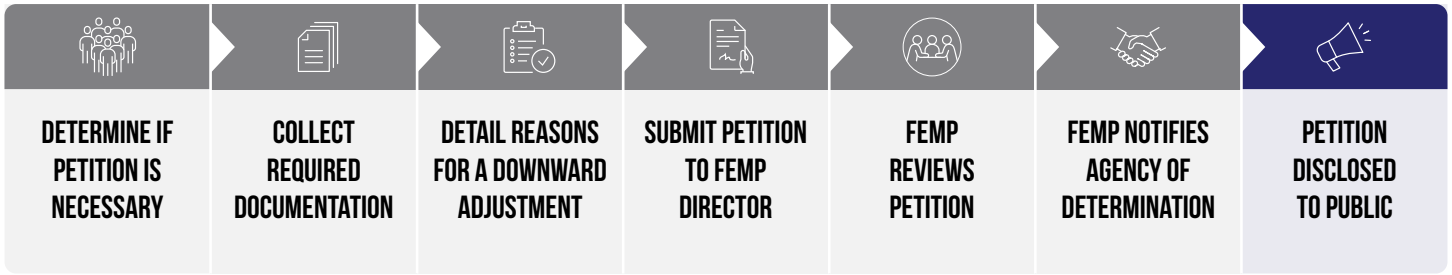 DETERMINE IF
PETITION IS
NECESSARY
COLLECT
REQUIRED
DOCUMENTATION
DETAIL REASONS
FOR A DOWNWARD
ADJUSTMENT
SUBMIT PETITION
TO FEMP
DIRECTOR
FEMP
REVIEWS
PETITION
FEMP NOTIFIES
AGENCY OF
DETERMINATION
PETITION
DISCLOSED
TO PUBLIC